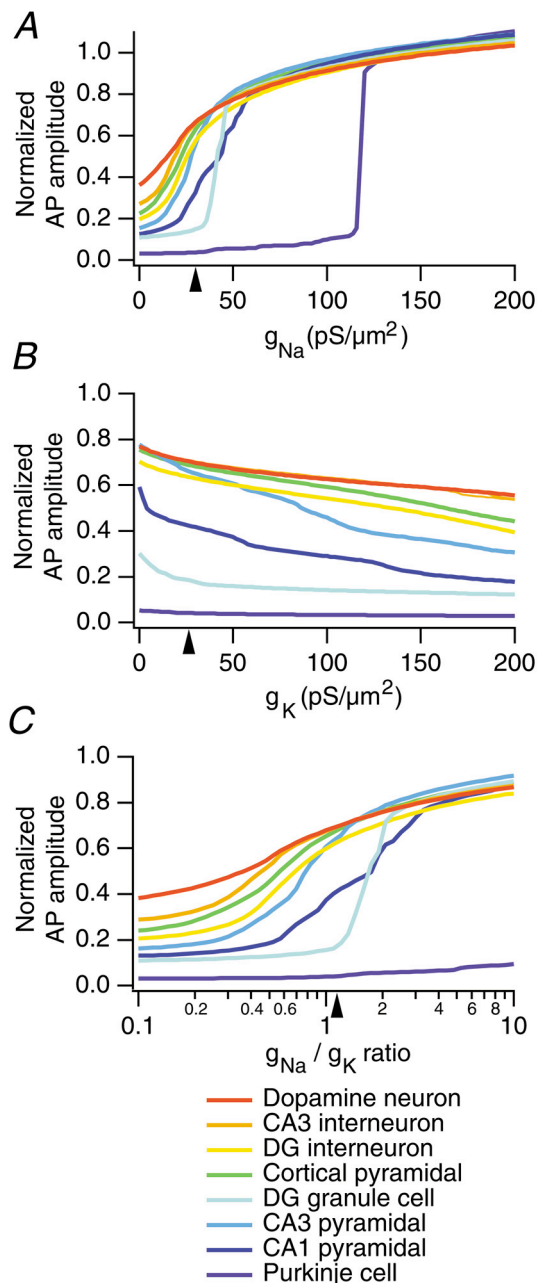 A
Normalized
AP amplitude
1.0
0.8
0.6
0.4
0.2
0.0
0 50 100 150 200
gNa (pS/µm²)
B
Normalized
AP amplitude
1.0
0.8
0.6
0.4
0.2
0.0
0 50 100 150 200
gK (pS/µm²)
C
Normalized
AP amplitude
1.0
0.8
0.6
0.4
0.2
0.0
0.1 0.2 0.4 0.6 1 2 4 6 8 10
gNa / gK ratio
Dopamine neuron
CA3 interneuron
DG interneuron
Cortical pyramidal
DG granule cell
CA3 pyramidal
CA1 pyramidal
Purkinje cell